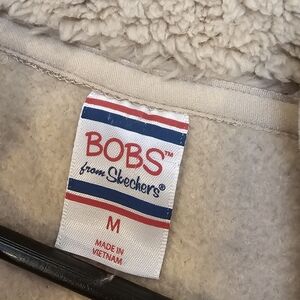 BOBS™
from Skechers®
M
MADE IN
VIETNAM